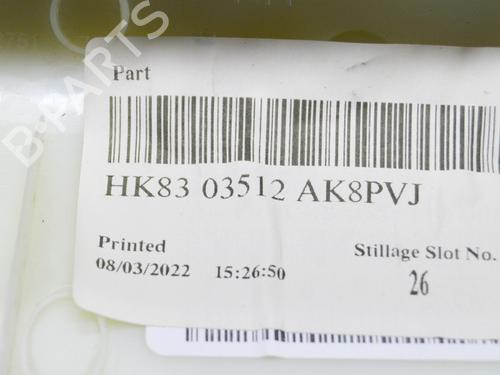 Part
HK83 03512 AK8PVJ
Printed
Stillage Slot No.
08/03/2022 15:26:50
26
B-PARTS